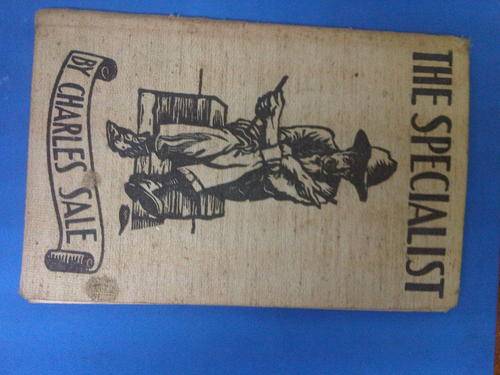 THE SPECIALIST
BY CHARLES SALE